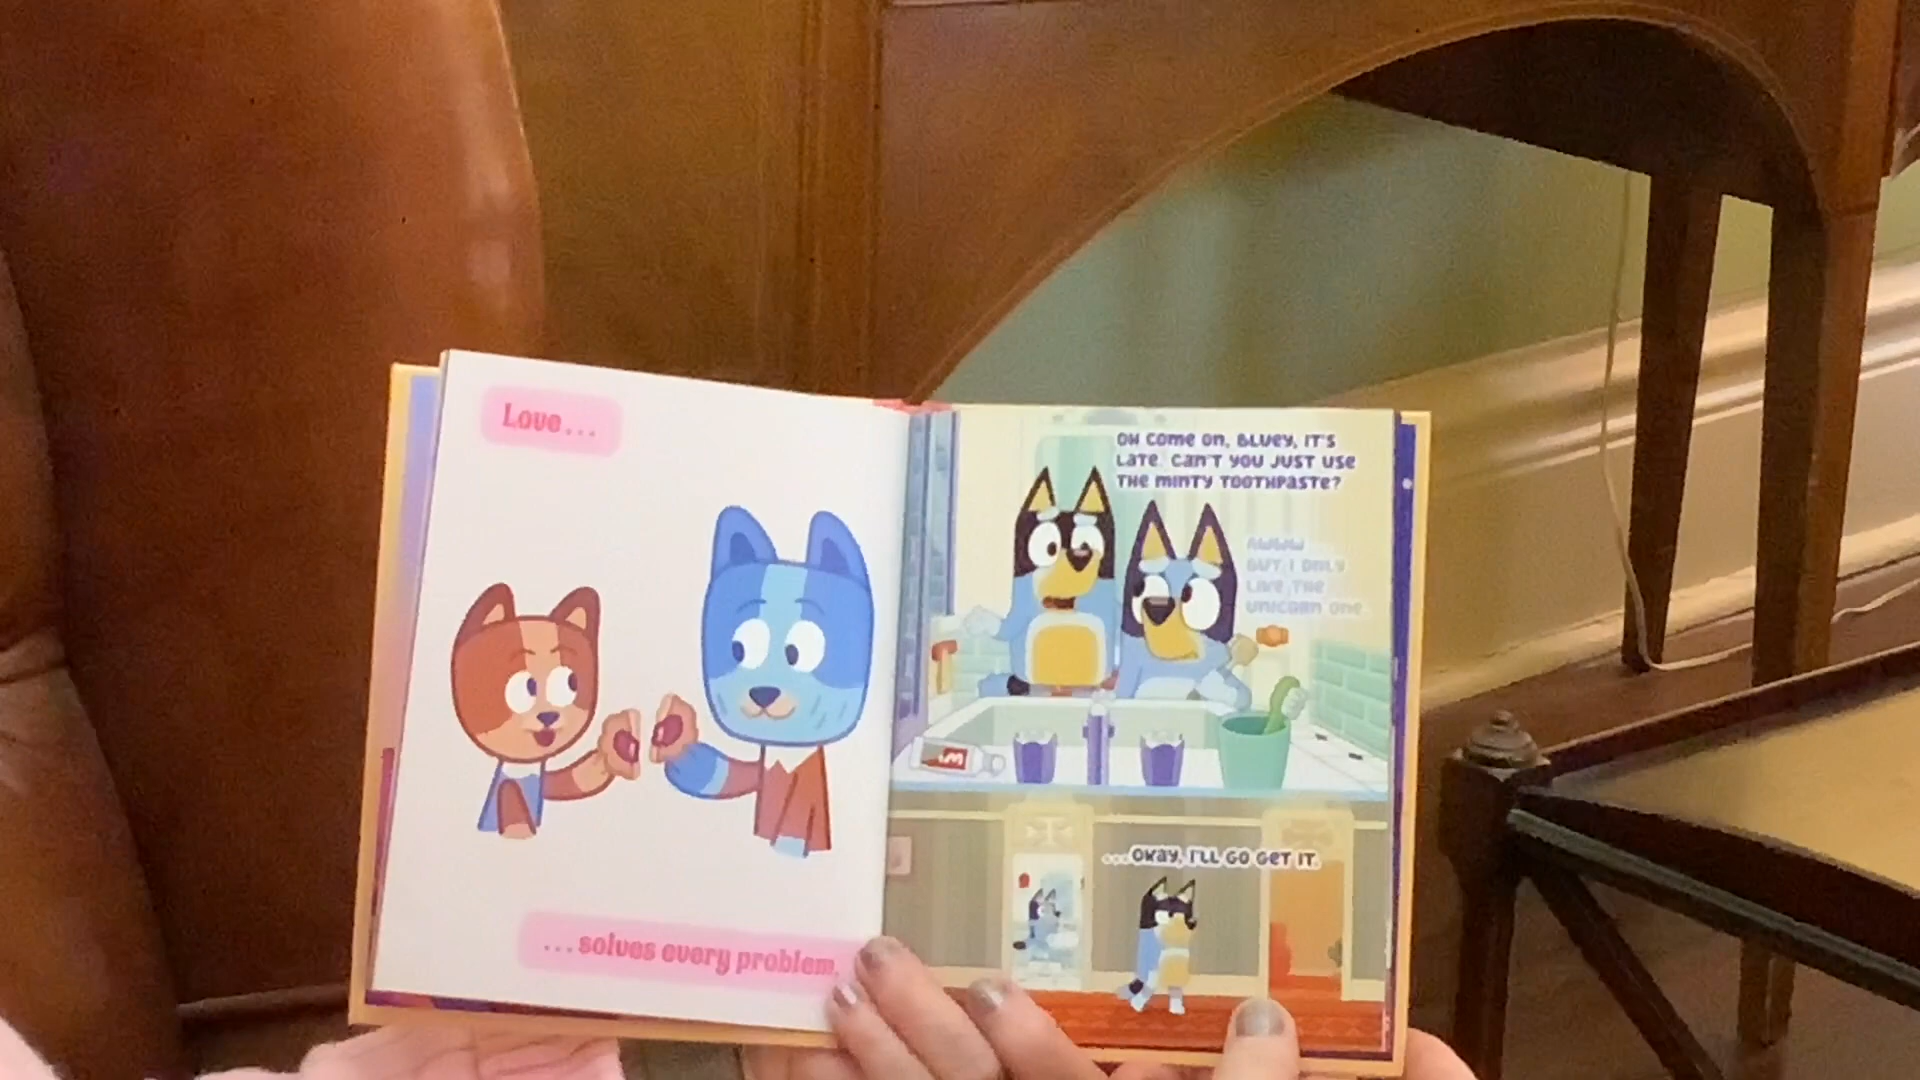 Love...
...solves every problem.
OH COME ON, BLUEY, IT'S
LATE. CAN'T YOU JUST USE
THE MINTY TOOTHPASTE?
AWWW
BUT I ONLY
LIKE THE
UNICORN ONE.
M
...OKAY, I'LL GO GET IT.